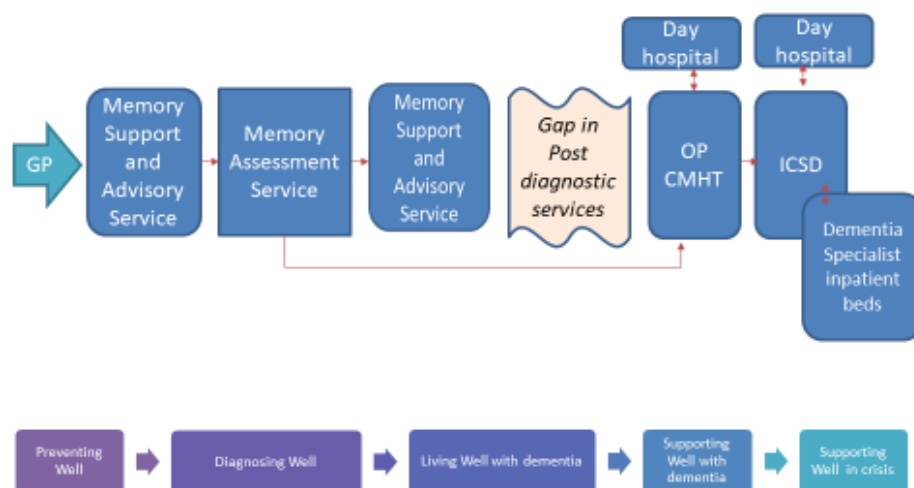 Day
hospital
Day
hospital
GP
Memory
Support
and
Advisory
Service
Memory
Assessment
Service
Memory
Support
and
Advisory
Service
Gap in
Post
diagnostic
services
OP
CMHT
ICSD
Dementia
Specialist
inpatient
beds
Preventing
Well
Diagnosing Well
Living Well with dementia
Supporting
Well with
dementia
Supporting
Well in crisis